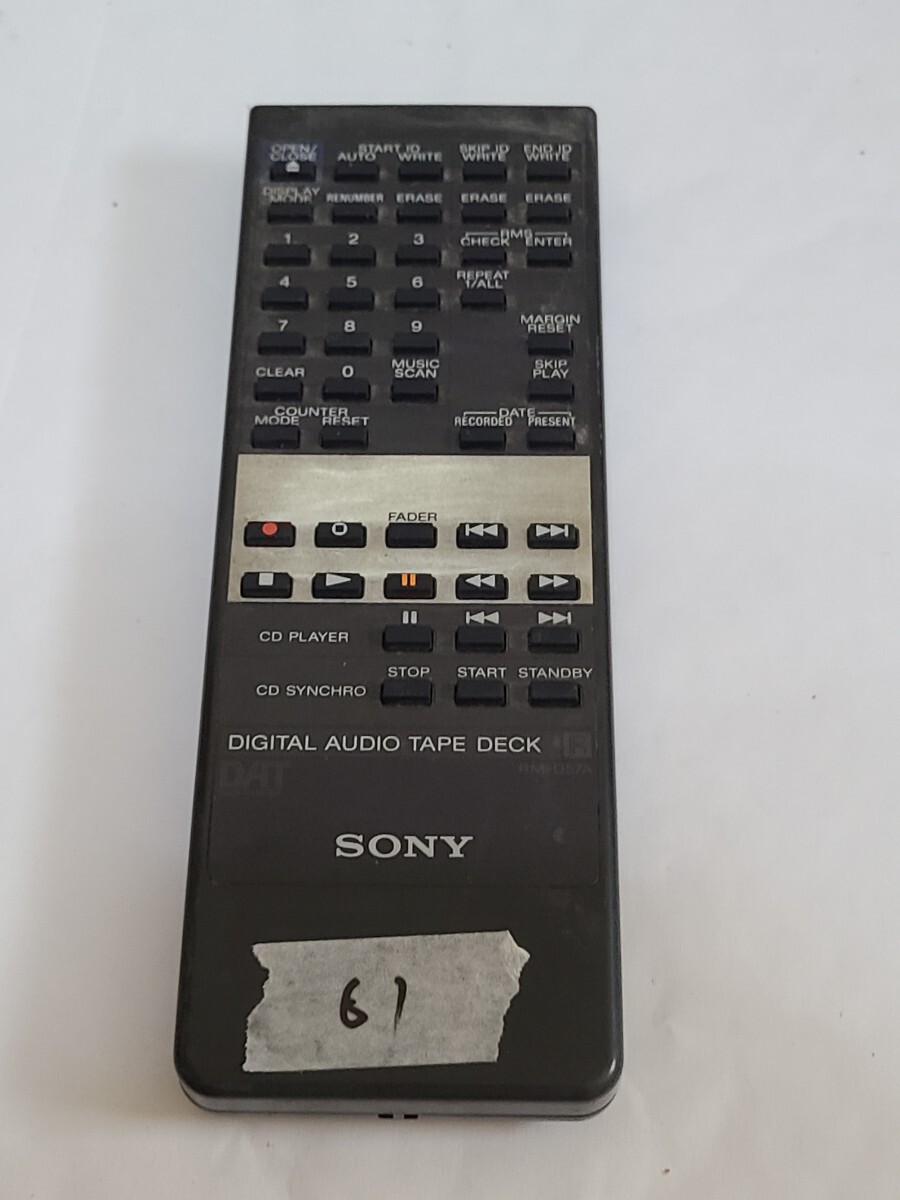 OPEN/ START ID SKIP ID END ID
CLOSE AUTO WRITE WRITE WRITE
DISPLAY
MODE RENUMBER ERASE ERASE ERASE
RMS
1 2 3 CHECK ENTER
REPEAT
4 5 6 1/ALL
MARGIN
7 8 9 RESET
MUSIC SKIP
CLEAR 0 SCAN PLAY
COUNTER DATE
MODE RESET RECORDED PRESENT
FADER
CD PLAYER
STOP START STANDBY
CD SYNCHRO
DIGITAL AUDIO TAPE DECK R
DAT RM-D57A
SONY
61